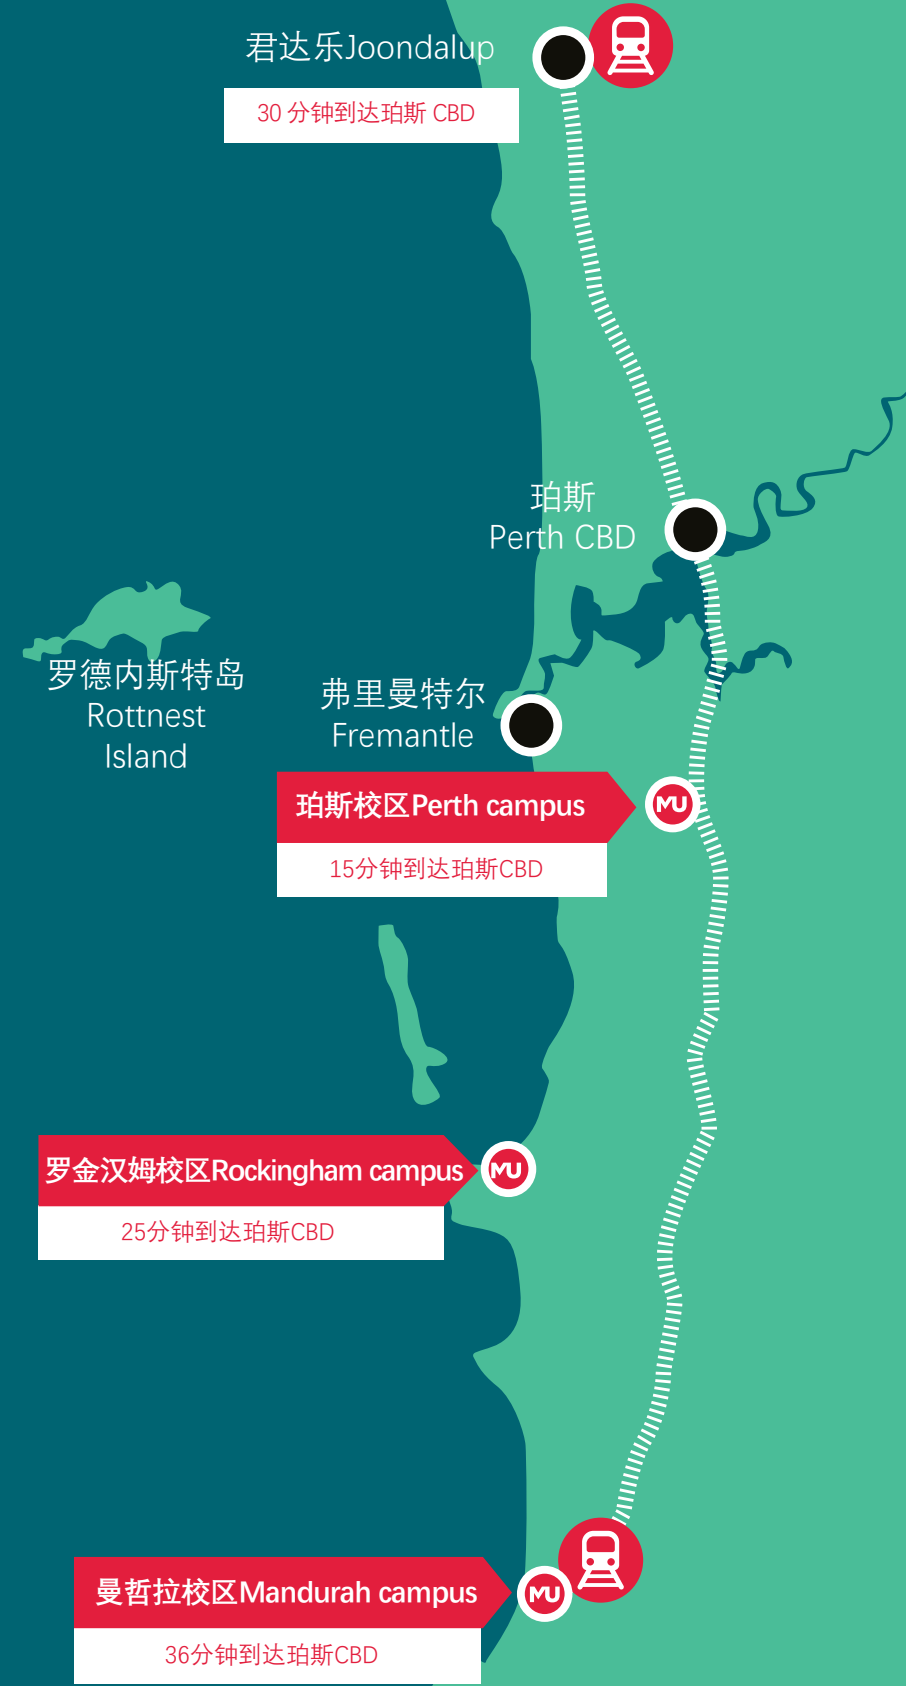 君达乐Joondalup
30 分钟到达珀斯 CBD
珀斯
Perth CBD
罗德内斯特岛
Rottnest
Island
弗里曼特尔
Fremantle
珀斯校区Perth campus
MU
15分钟到达珀斯CBD
罗金汉姆校区Rockingham campus
MU
25分钟到达珀斯CBD
曼哲拉校区Mandurah campus
MU
36分钟到达珀斯CBD